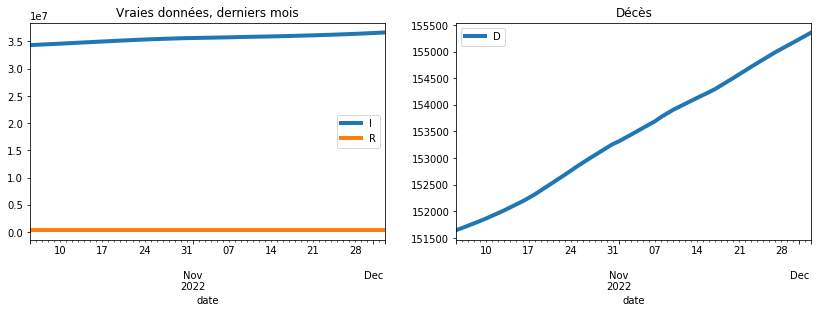 Vraies données, derniers mois
1e7
3.5
3.0
2.5
2.0
1.5
1.0
0.5
0.0
I
R
10 17 24 07 14 21 28
Nov Dec
2022
date
Décès
155500
155000
154500
154000
153500
153000
152500
152000
151500
D
10 17 24 07 14 21 28
Nov Dec
2022
date